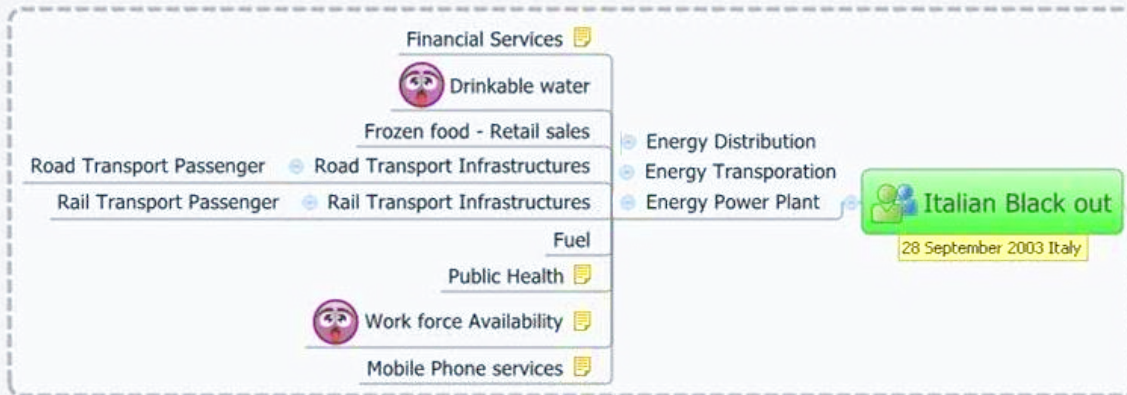 Financial Services
Drinkable water
Frozen food - Retail sales
Energy Distribution
Road Transport Passenger
Road Transport Infrastructures
Energy Transporation
Rail Transport Passenger
Rail Transport Infrastructures
Energy Power Plant
Italian Black out
Fuel
28 September 2003 Italy
Public Health
Work force Availability
Mobile Phone services